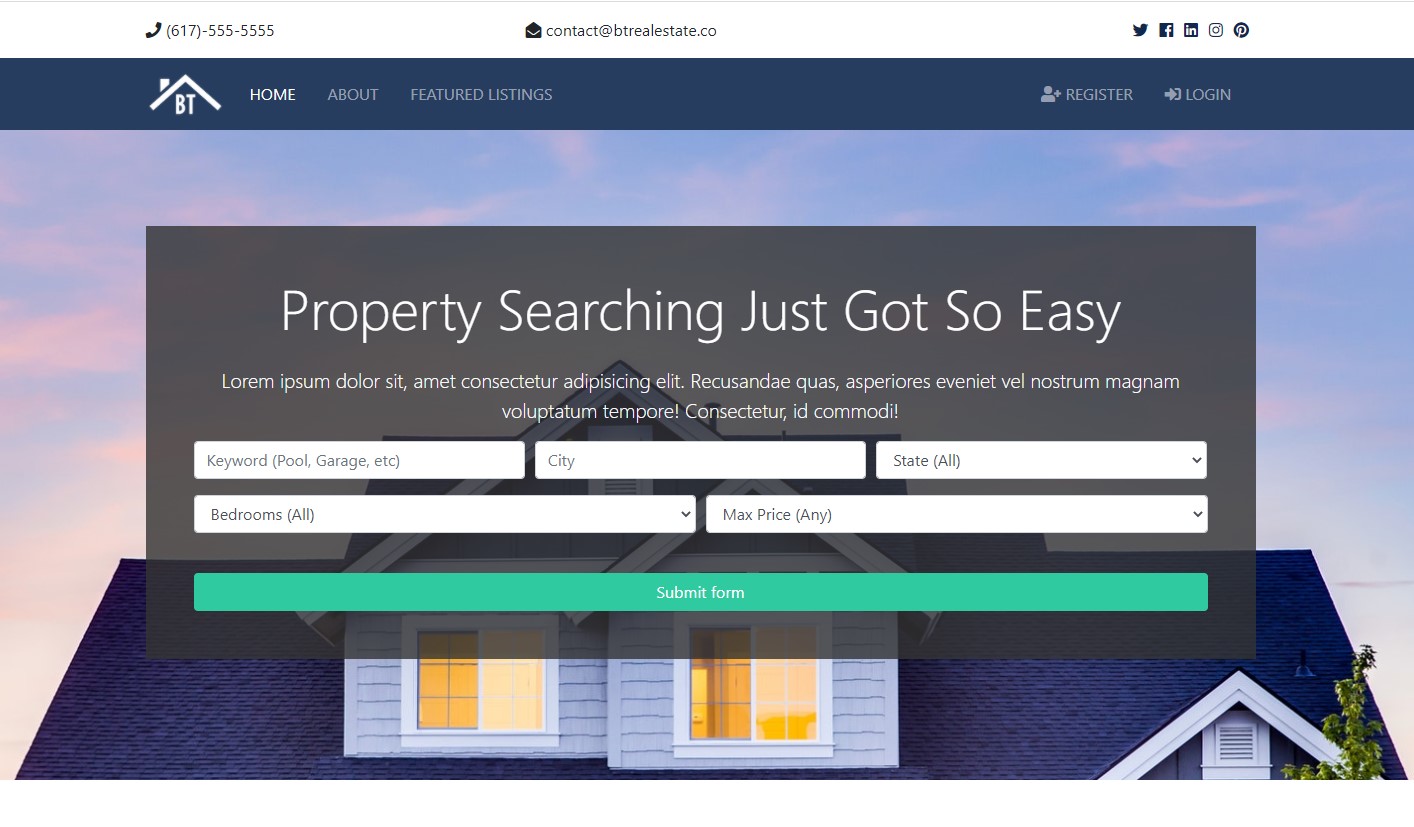 (617)-555-5555
contact@btrealestate.co
BT
HOME
ABOUT
FEATURED LISTINGS
REGISTER
LOGIN
Property Searching Just Got So Easy
Lorem ipsum dolor sit, amet consectetur adipisicing elit. Recusandae quas, asperiores eveniet vel nostrum magnam
voluptatum tempore! Consectetur, id commodi!
Keyword (Pool, Garage, etc)
City
State (All)
Bedrooms (All)
Max Price (Any)
Submit form